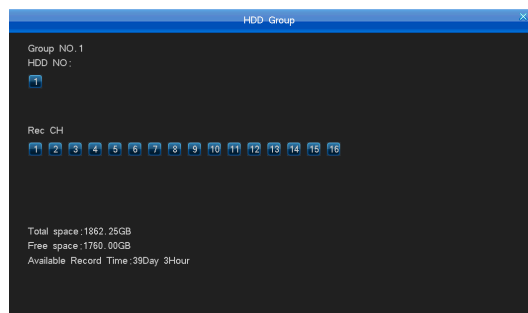 HDD Group
Group NO.1
HDD NO:
1
Rec CH
1 2 3 4 5 6 7 8 9 10 11 12 13 14 15 16
Total space:1862.25GB
Free space:1760.00GB
Available Record Time:39Day 3Hour